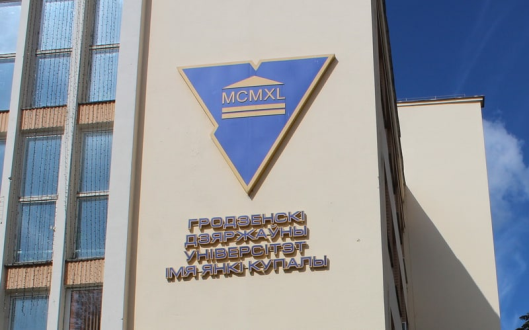 MCMXL
ГРОДЗЕНСКІ
ДЗЯРЖАЎНЫ
УНІВЕРСІТЭТ
ІМЯ ЯНКІ КУПАЛЫ